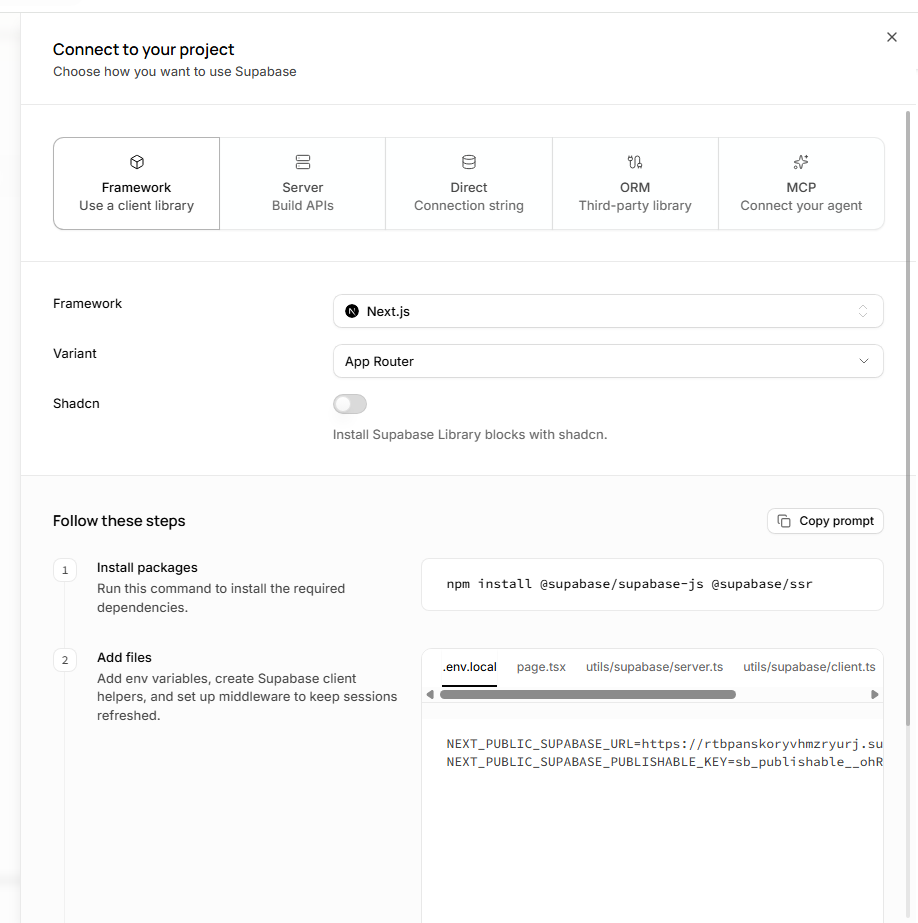 Connect to your project
Choose how you want to use Supabase
Framework
Use a client library
Server
Build APIs
Direct
Connection string
ORM
Third-party library
MCP
Connect your agent
Framework
Next.js
Variant
App Router
Shadcn
Install Supabase Library blocks with shadcn.
Follow these steps
Copy prompt
1
Install packages
Run this command to install the required
dependencies.
npm install @supabase/supabase-js @supabase/ssr
2
Add files
Add env variables, create Supabase client
helpers, and set up middleware to keep sessions
refreshed.
.env.local
page.tsx
utils/supabase/server.ts
utils/supabase/client.ts
NEXT_PUBLIC_SUPABASE_URL=https://rtbpanskoryvhmzryurj.su
NEXT_PUBLIC_SUPABASE_PUBLISHABLE_KEY=sb_publishable__ohR